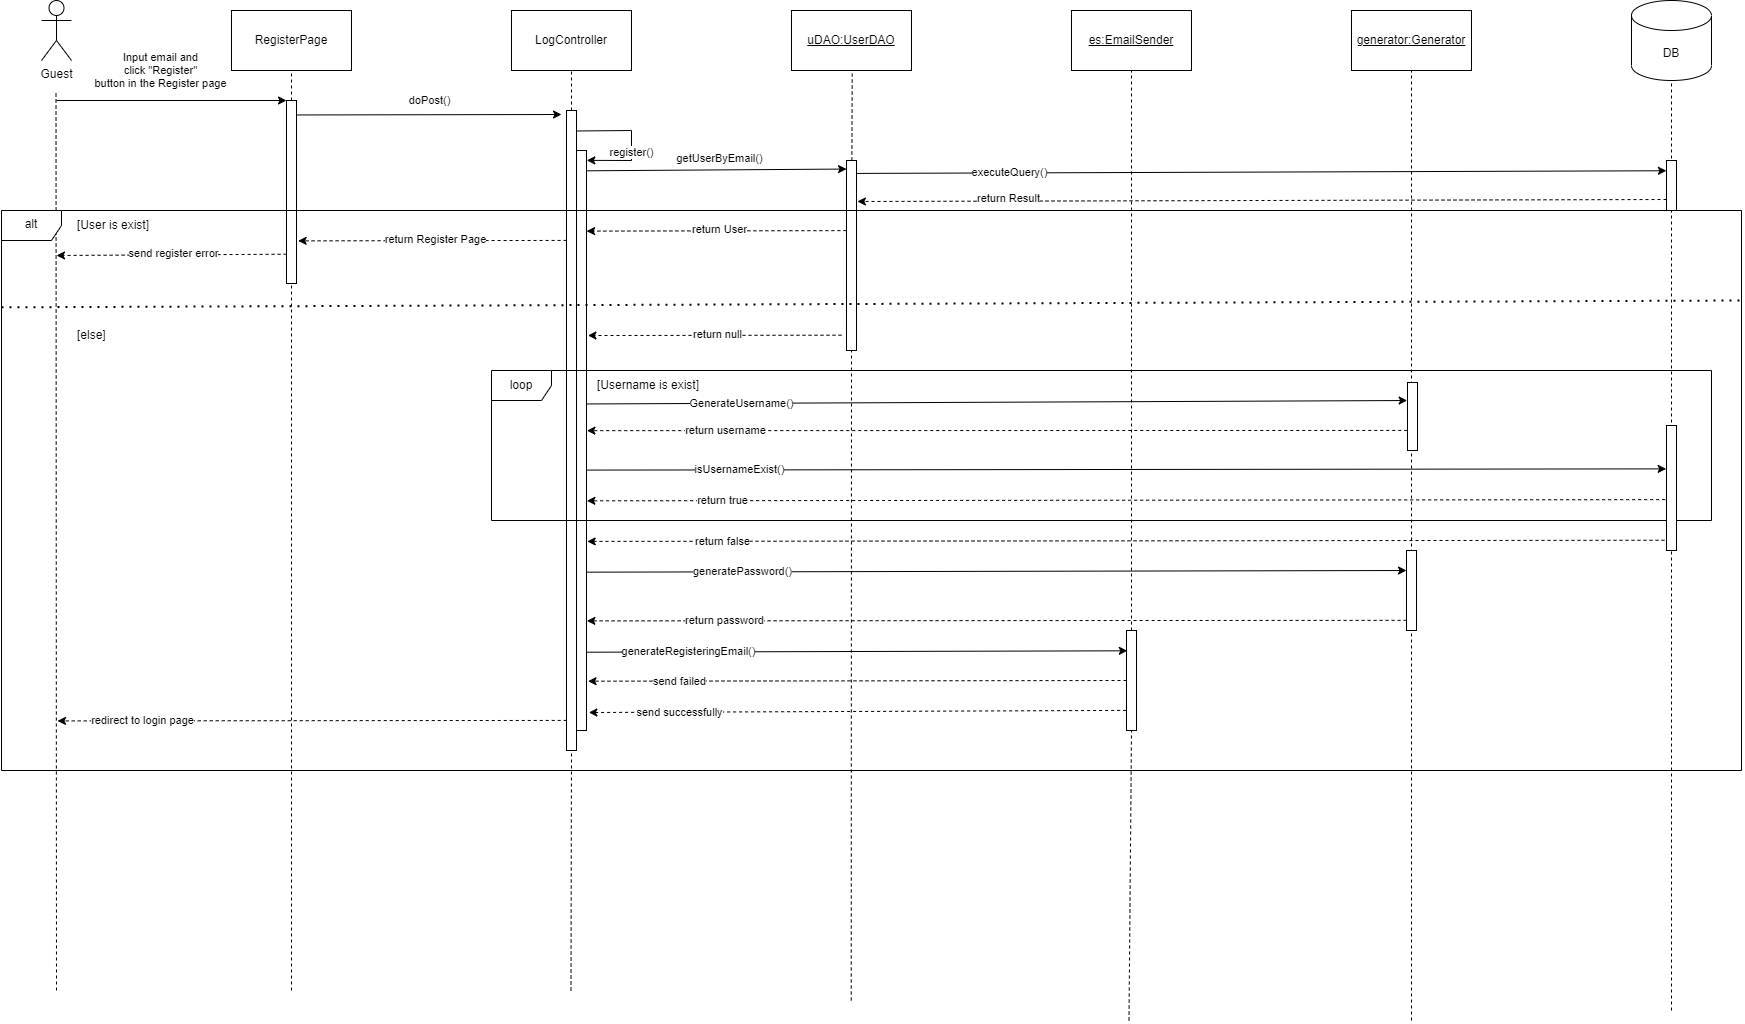 Guest
RegisterPage
LogController
uDAO:UserDAO
es:EmailSender
generator:Generator
DB
Input email and
click "Register"
button in the Register page
doPost()
register()
getUserByEmail()
executeQuery()
return Result
alt
[User is exist]
return User
return Register Page
send register error
[else]
return null
loop
[Username is exist]
GenerateUsername()
return username
isUsernameExist()
return true
return false
generatePassword()
return password
generateRegisteringEmail()
send failed
send successfully
redirect to login page